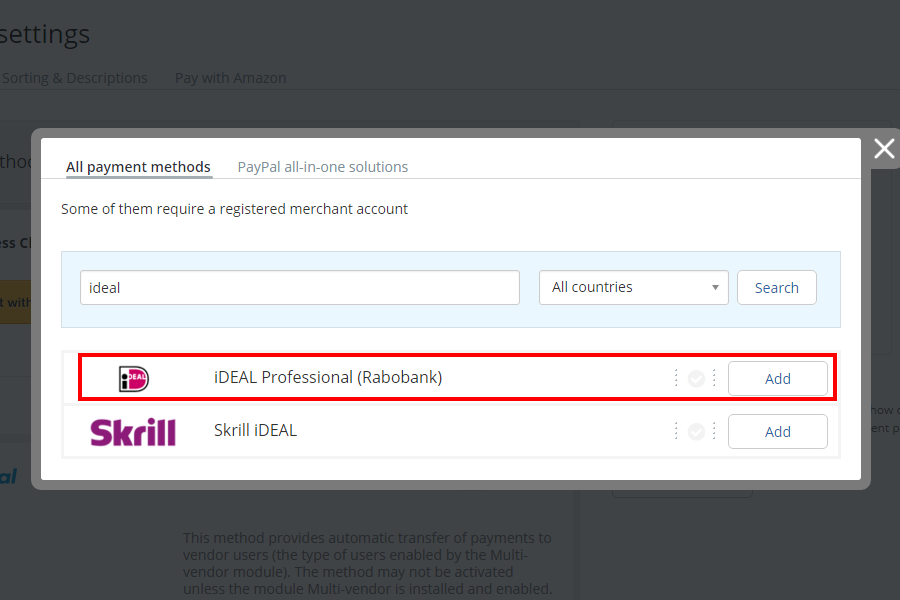 settings
Sorting & Descriptions
Pay with Amazon
All payment methods
PayPal all-in-one solutions
Some of them require a registered merchant account
ideal
All countries
Search
iDEAL
iDEAL Professional (Rabobank)
Add
Skrill
Skrill iDEAL
Add
This method provides automatic transfer of payments to
vendor users (the type of users enabled by the Multi-
vendor module). The method may not be activated
unless the module Multi-vendor is installed and enabled.